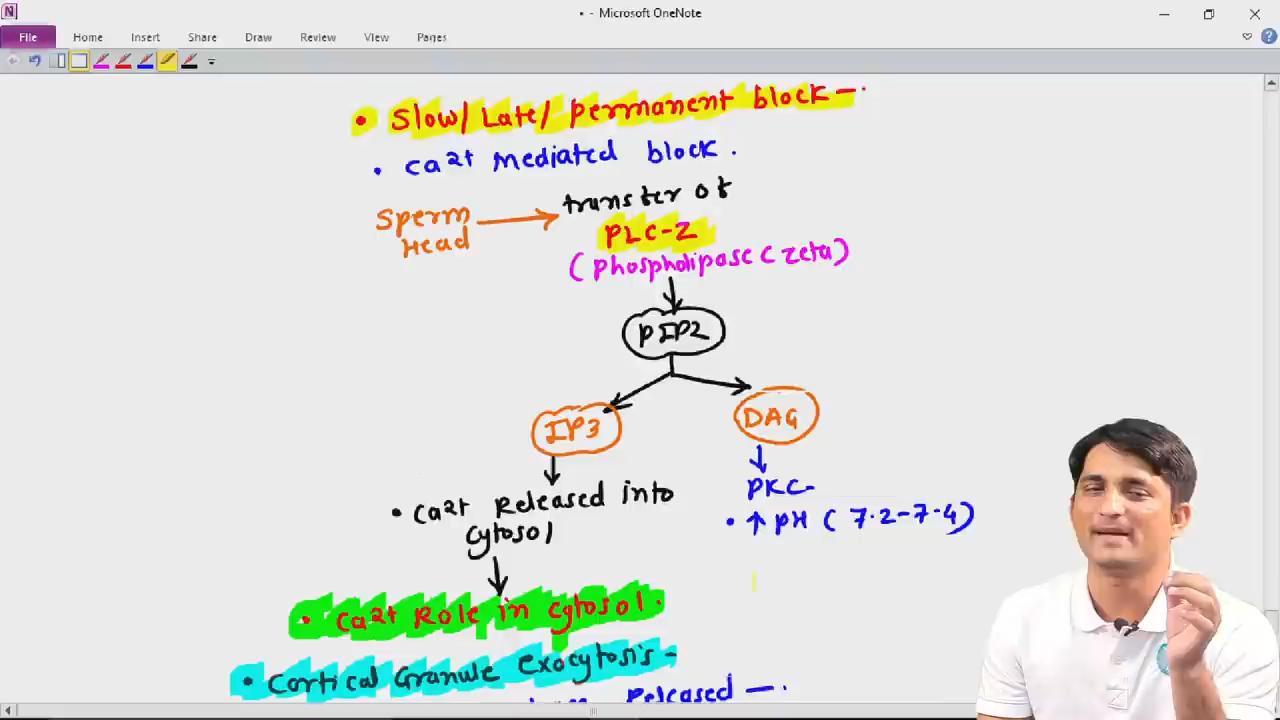 • - Microsoft OneNote
File Home Insert Share Draw Review View Pages
• Slow/Late/permanent block -.
• Ca2+ Mediated block.
Sperm Head
transfer of
PLC-Z
(Phospholipase C zeta)
PIP2
IP3
DAG
• Ca2+ Released into
cytosol
PKC-
• ↑ pH (7.2-7.4)
• Ca2+ Role in cytosol.
• Cortical Granule exocytosis-
Released -.